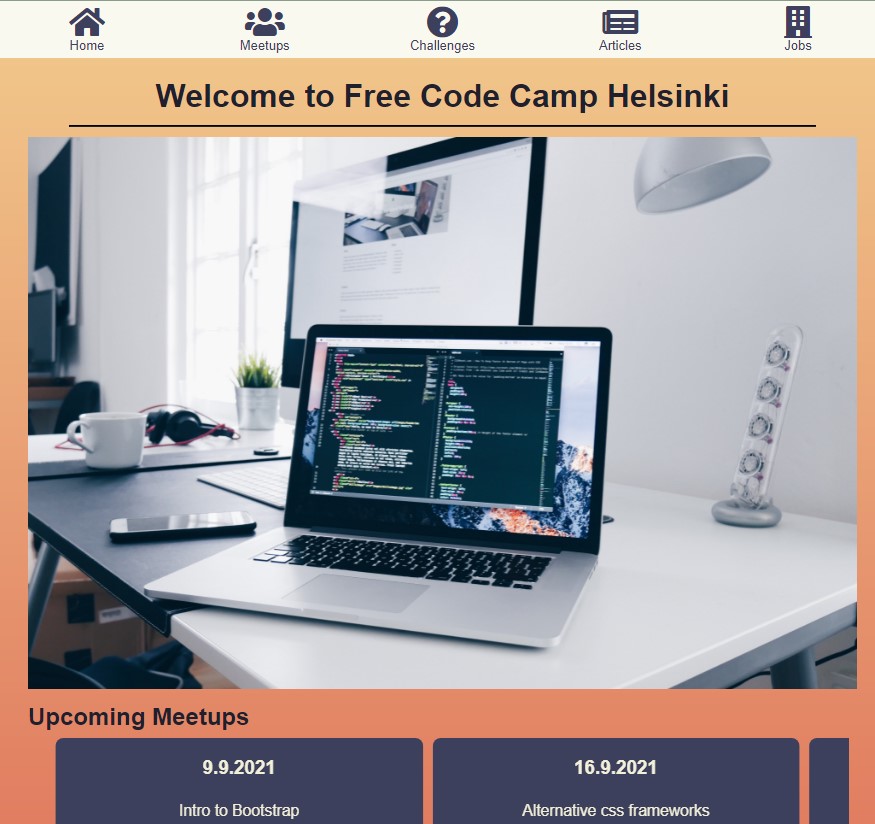 Home Meetups Challenges Articles Jobs
Welcome to Free Code Camp Helsinki
Upcoming Meetups
9.9.2021
Intro to Bootstrap
16.9.2021
Alternative css frameworks